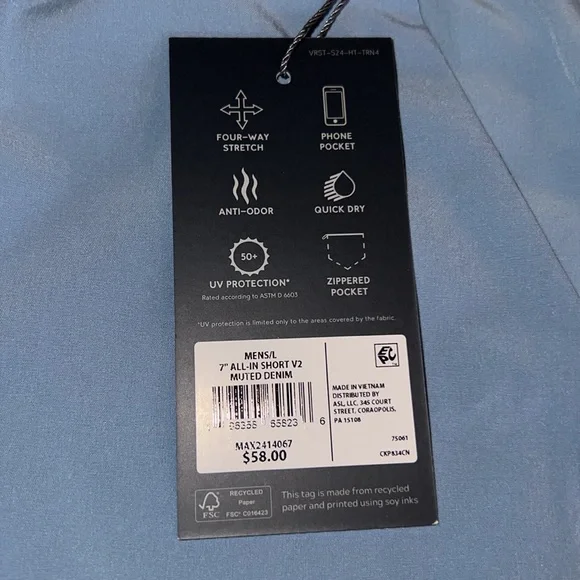 VRST-S24-H1-TRN4
FOUR-WAY STRETCH
PHONE POCKET
ANTI-ODOR
QUICK DRY
50+
UV PROTECTION*
Rated according to ASTM D 6603
ZIPPERED POCKET
*UV protection is limited only to the areas covered by the fabric.
MENS/L
7" ALL-IN SHORT V2
MUTED DENIM
6
MAX2414067
$58.00
EPC
MADE IN VIETNAM
DISTRIBUTED BY
ASL, LLC, 345 COURT
STREET, CORAOPOLIS,
PA 15108
75061
CKP834CN
FSC
RECYCLED
Paper
FSC® C016423
This tag is made from recycled
paper and printed using soy inks